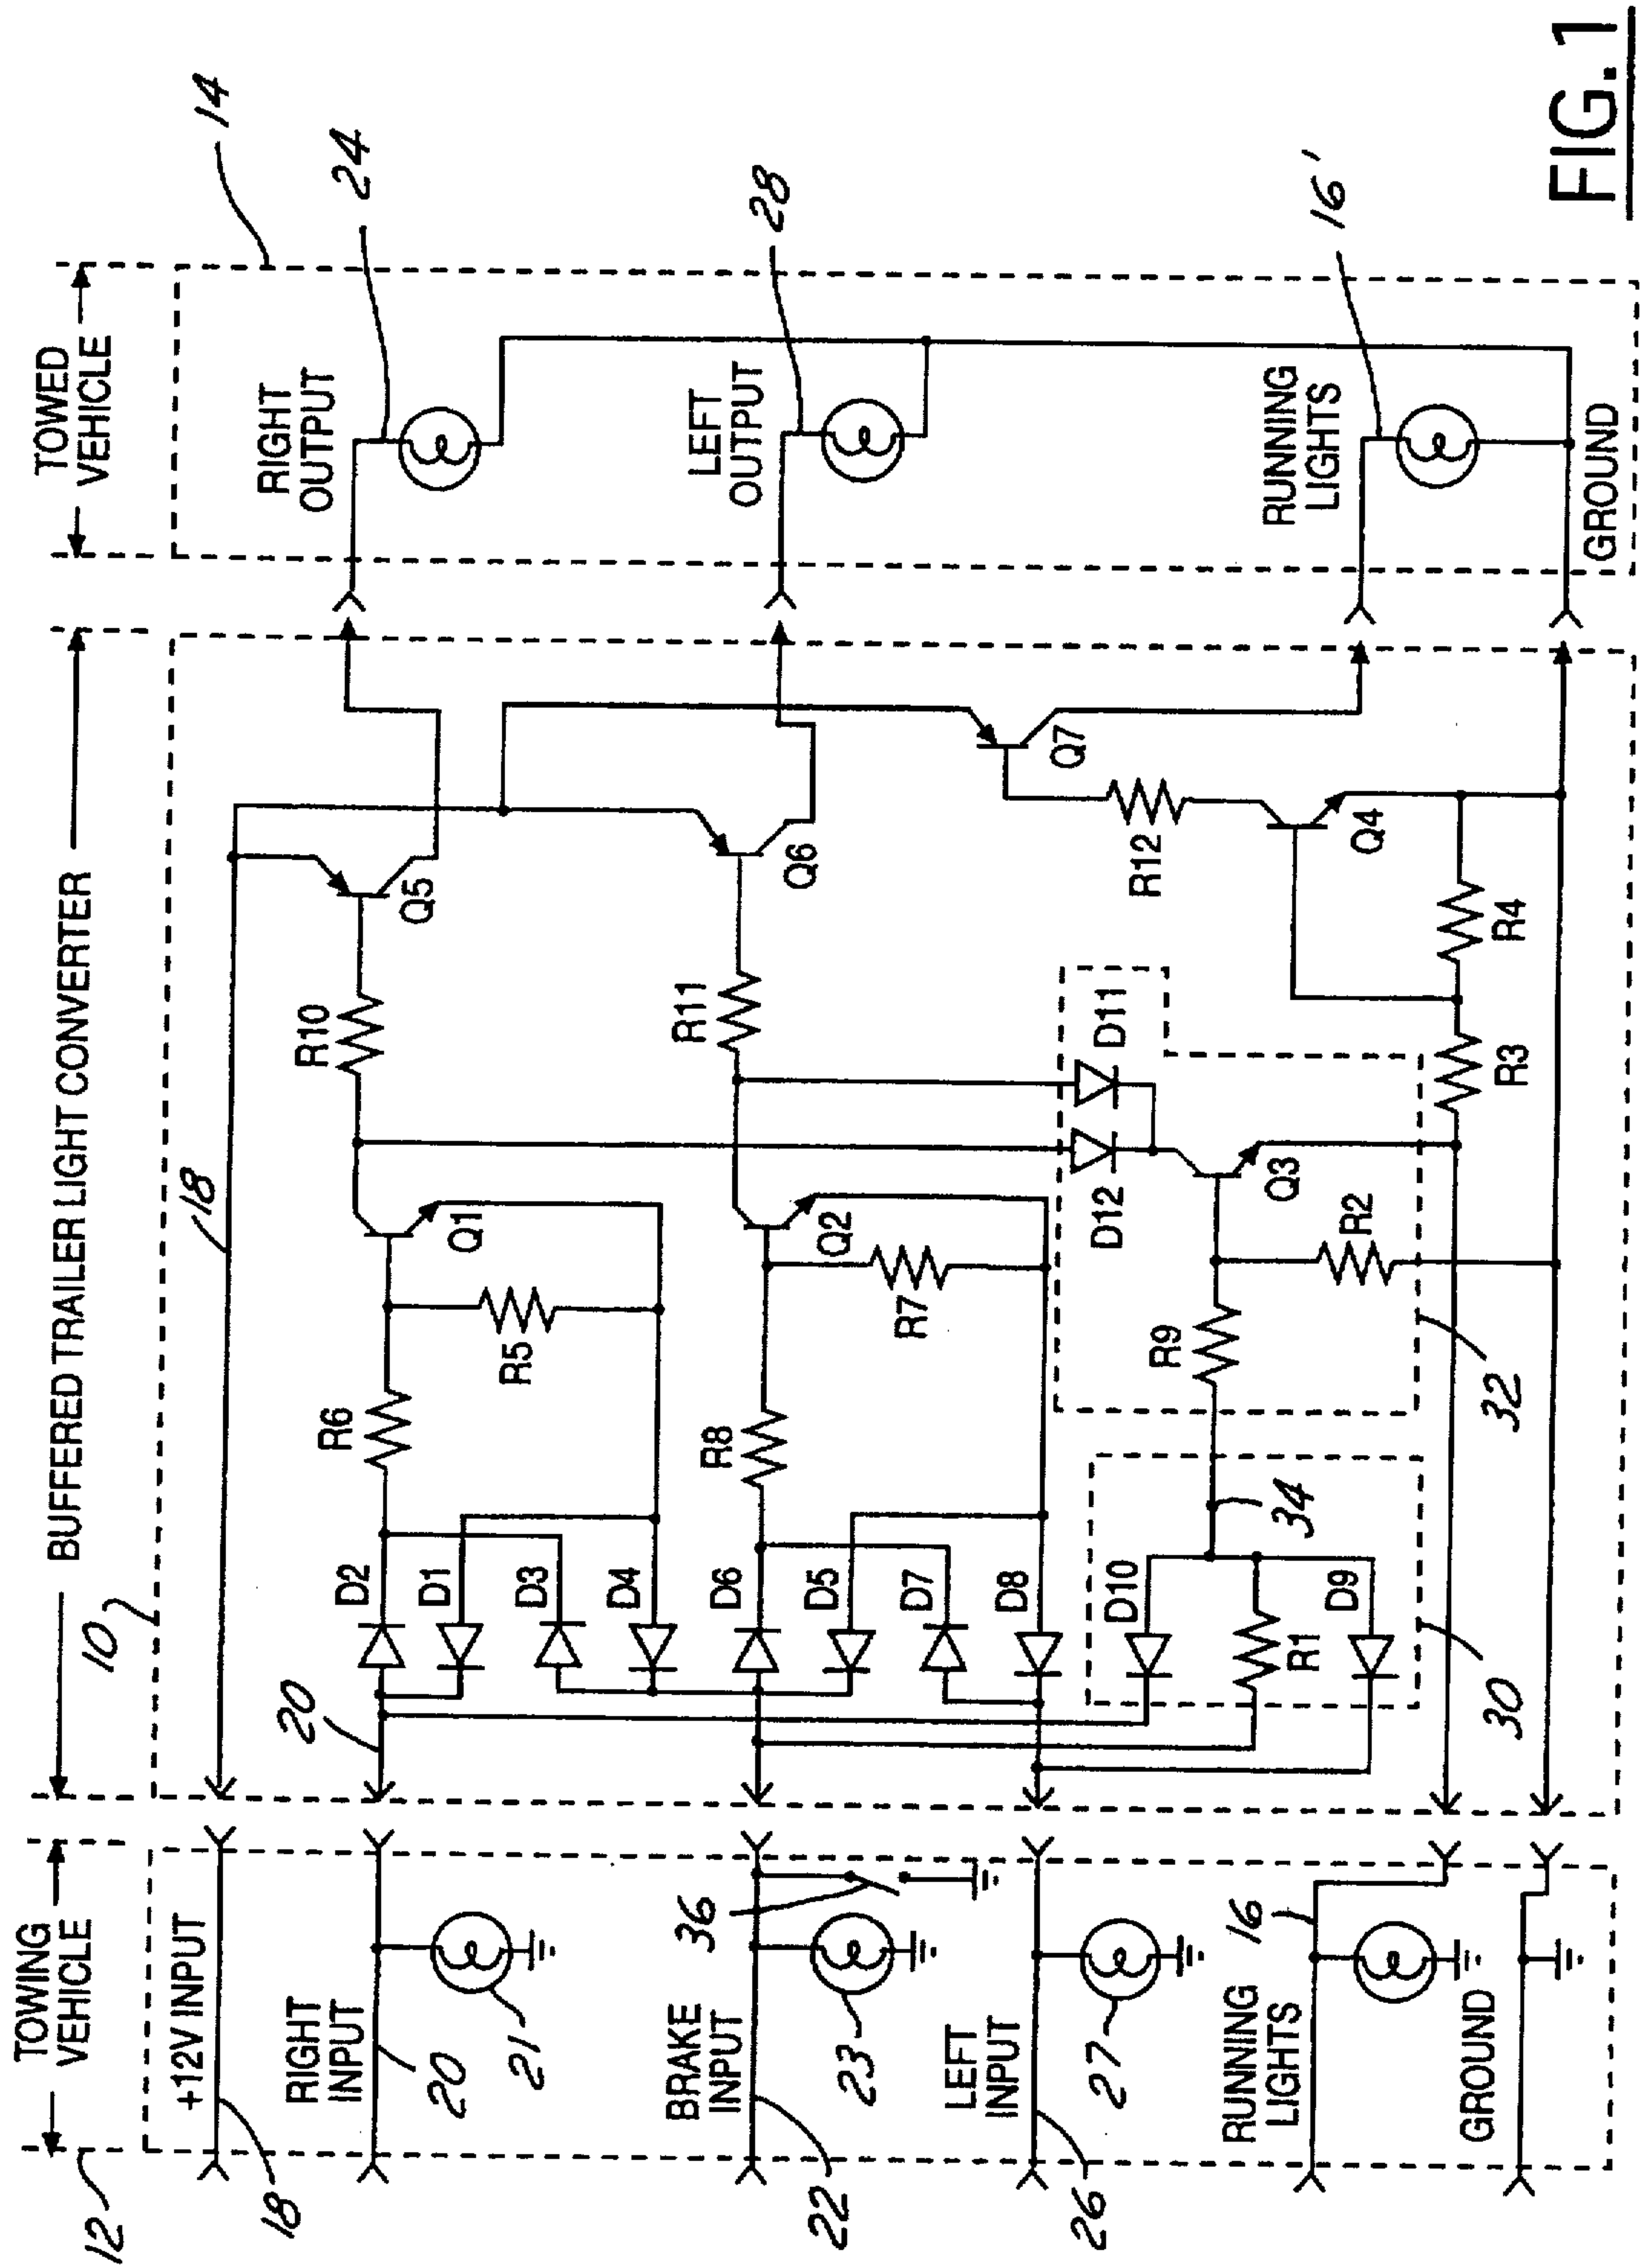 TOWING
VEHICLE
BUFFERED TRAILER LIGHT CONVERTER
TOWED
VEHICLE
12
10
14
+12V INPUT
18
18
RIGHT
INPUT
20
21
20
D2
D1
D3
D4
R6
R5
Q1
R10
Q5
RIGHT
OUTPUT
24
BRAKE
INPUT
22
23
36
D6
D5
D7
D8
R8
R7
Q2
R11
Q6
LEFT
OUTPUT
28
LEFT
INPUT
26
27
D10
R1
D9
34
30
R9
R2
32
D12
D11
Q3
R12
Q7
Q4
R3
R4
RUNNING
LIGHTS
16
RUNNING
LIGHTS
16'
GROUND
GROUND
FIG.1